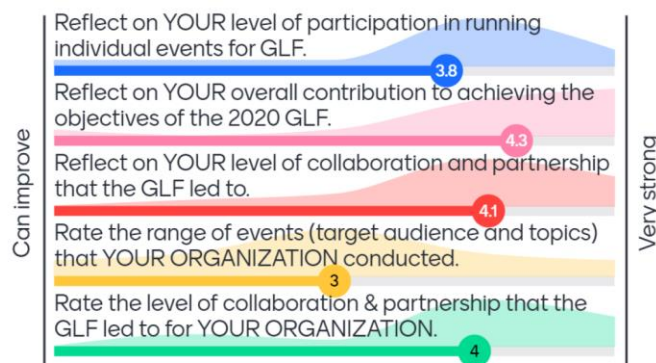 Reflect on YOUR level of participation in running
individual events for GLF.
3.8
Reflect on YOUR overall contribution to achieving the
objectives of the 2020 GLF.
4.3
Reflect on YOUR level of collaboration and partnership
that the GLF led to.
4.1
Rate the range of events (target audience and topics)
that YOUR ORGANIZATION conducted.
3
Rate the level of collaboration & partnership that the
GLF led to for YOUR ORGANIZATION.
4
Can improve
Very strong